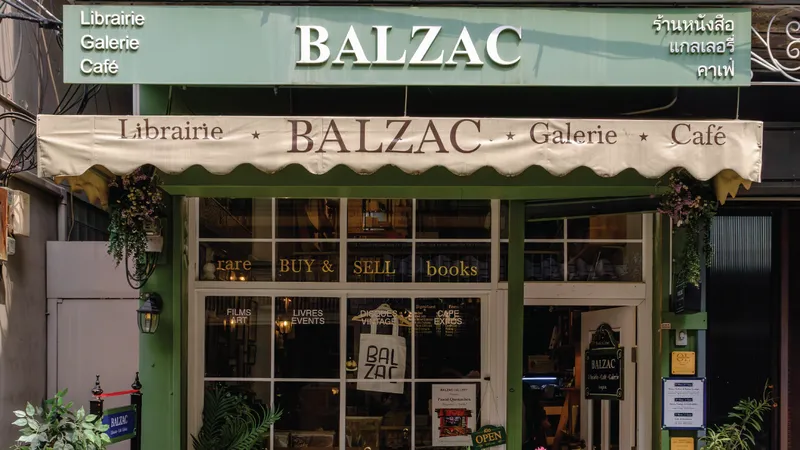 Librairie
Galerie
Café
BALZAC
ร้านหนังสือ
แกลเลอรี่
คาเฟ่
Librairie ★ BALZAC ★ Galerie ★ Café
rare BUY & SELL books
FILMS
ART
LIVRES
EVENTS
DISQUES
VINTAGE
CAFE
EXPOS
BAL
ZAC
BALZAC
BALZAC
OPEN